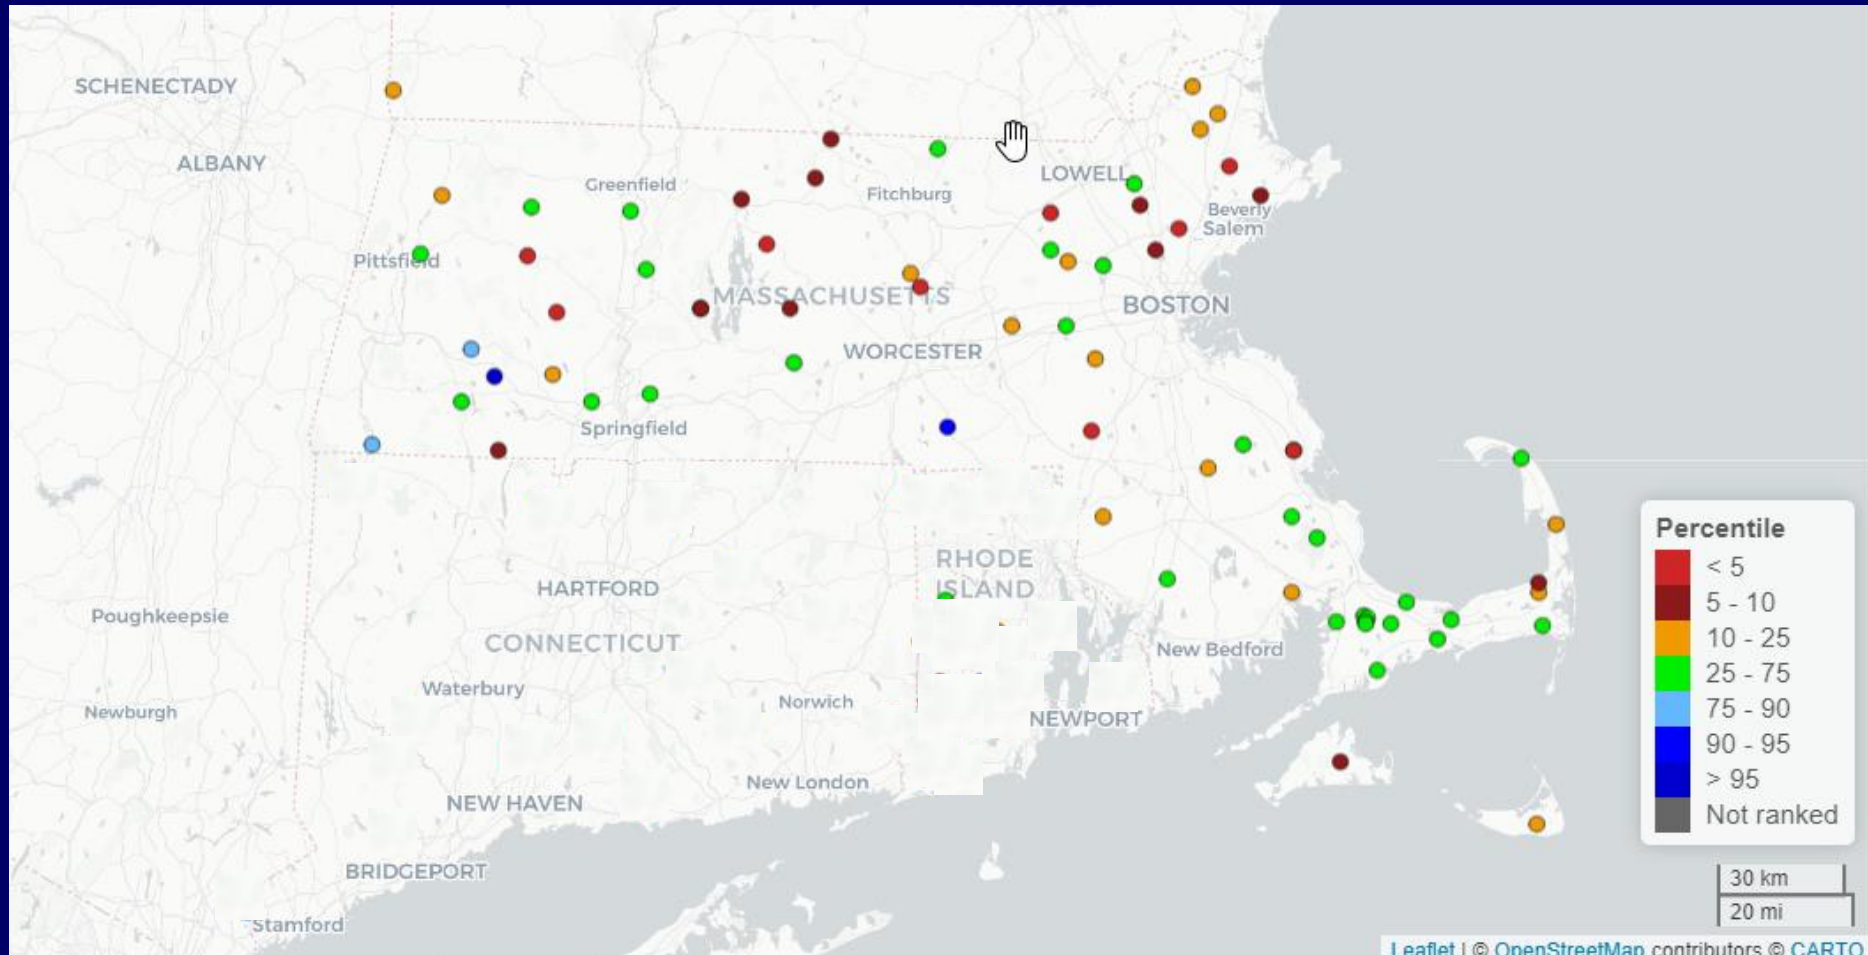 SCHENECTADY
ALBANY
Greenfield
LOWELL
Fitchburg
Beverly
Salem
Pittsfield
MASSACHUSETTS
BOSTON
WORCESTER
Springfield
RHODE
ISLAND
HARTFORD
Poughkeepsie
CONNECTICUT
New Bedford
Waterbury
Norwich
Newburgh
NEWPORT
New London
NEW HAVEN
BRIDGEPORT
Stamford
Percentile
< 5
5 - 10
10 - 25
25 - 75
75 - 90
90 - 95
> 95
Not ranked
30 km
20 mi
Leaflet | © OpenStreetMap contributors © CARTO